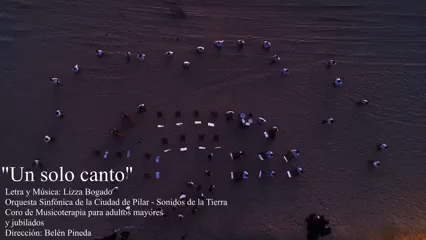 "Un solo canto"
Letra y Música: Lizza Bogado
Orquesta Sinfónica de la Ciudad de Pilar - Sonidos de la Tierra
Coro de Musicoterapia para adultos mayores
y jubilados
Dirección: Belén Pineda